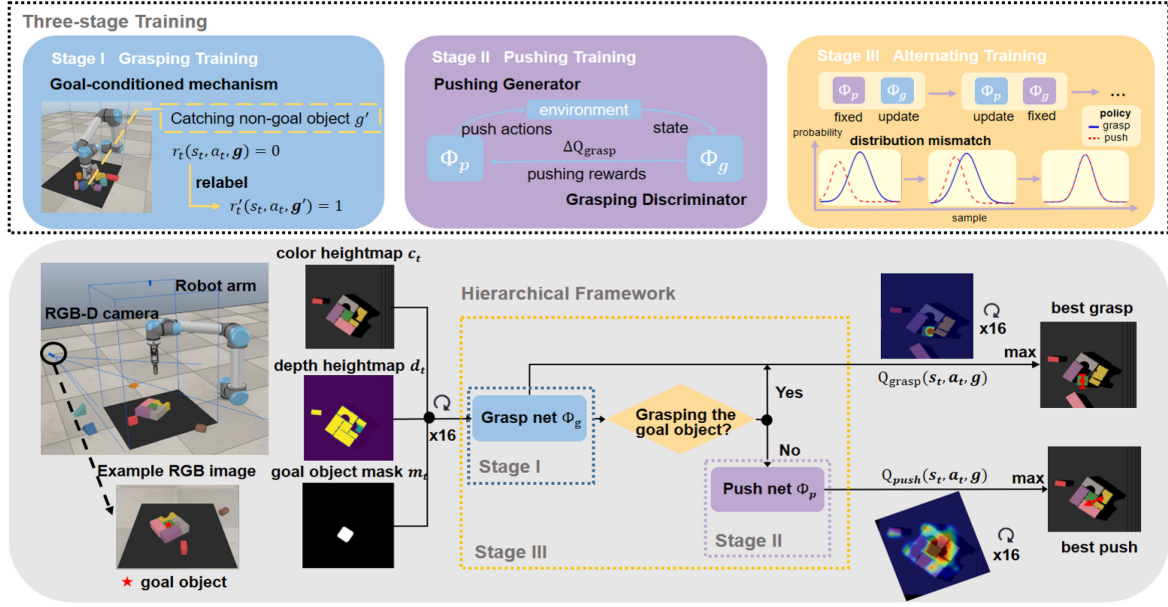 Three-stage Training
Stage I Grasping Training
Goal-conditioned mechanism
Catching non-goal object g′
r_t(s_t, a_t, g) = 0
relabel
r′_t(s_t, a_t, g′) = 1
Stage II Pushing Training
Pushing Generator
environment
push actions
state
Φ_p
ΔQ_grasp
Φ_g
pushing rewards
Grasping Discriminator
Stage III Alternating Training
Φ_p Φ_g
Φ_p Φ_g
...
fixed update
update fixed
probability
distribution mismatch
policy
grasp
push
sample
color heightmap c_t
Robot arm
RGB-D camera
Hierarchical Framework
depth heightmap d_t
x16
Grasp net Φ_g
Stage I
Grasping the
goal object?
Yes
No
Push net Φ_p
Stage II
Stage III
goal object mask m_t
Example RGB image
★ goal object
x16
best grasp
max
Q_grasp(s_t, a_t, g)
Q_push(s_t, a_t, g)
max
x16
best push